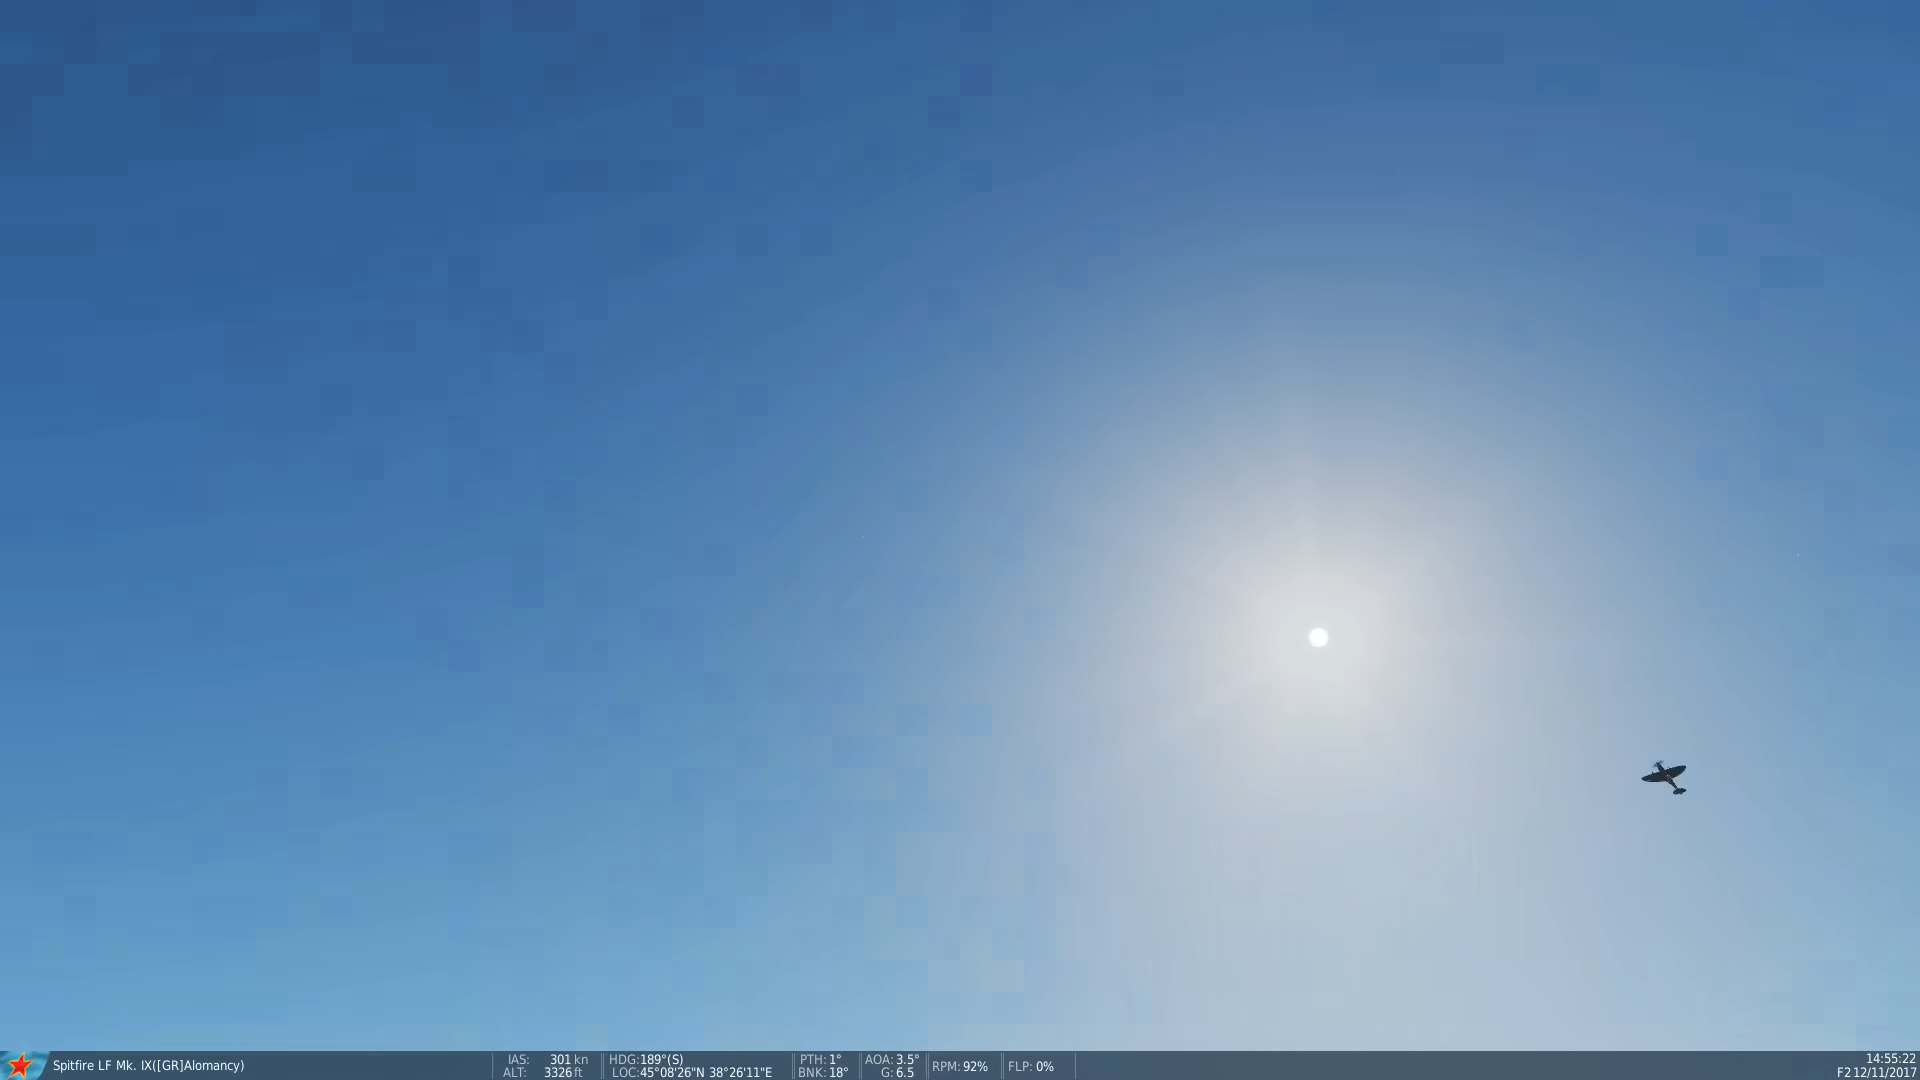 Spitfire LF Mk. IX([GR]Alomancy)
IAS: 301 kn
ALT: 3326 ft
HDG:189°(S)
LOC:45°08'26"N 38°26'11"E
PTH: 1°
BNK: 18°
AOA: 3.5°
G: 6.5
RPM: 92%
FLP: 0%
14:55:22
F2 12/11/2017